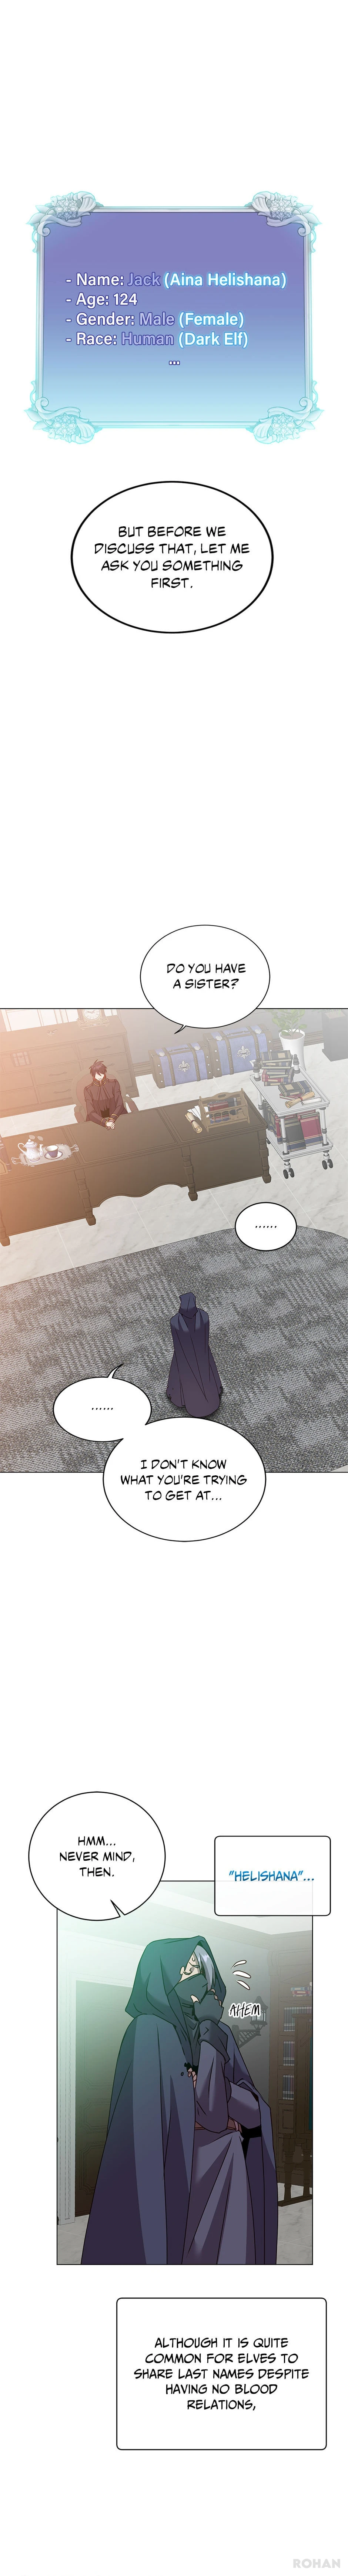 - Name: Jack (Aina Helishana)
- Age: 124
- Gender: Male (Female)
- Race: Human (Dark Elf)
...
BUT BEFORE WE
DISCUSS THAT, LET ME
ASK YOU SOMETHING
FIRST.
DO YOU HAVE
A SISTER?
......
......
I DON'T KNOW
WHAT YOU'RE TRYING
TO GET AT...
HMM...
NEVER MIND,
THEN.
"HELISHANA"...
AHEM
ALTHOUGH IT IS QUITE
COMMON FOR ELVES TO
SHARE LAST NAMES DESPITE
HAVING NO BLOOD
RELATIONS,
ROHAN